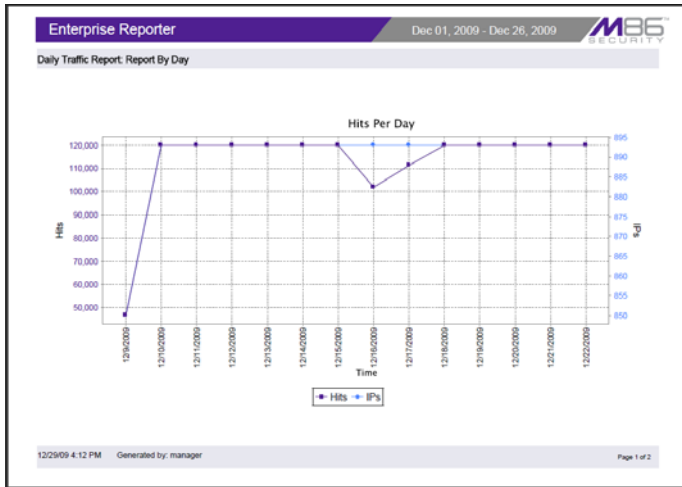 Enterprise Reporter
Dec 01, 2009 - Dec 26, 2009
M86
SECURITY
Daily Traffic Report: Report By Day
Hits Per Day
120,000
110,000
100,000
90,000
80,000
70,000
60,000
50,000
Hits
895
890
885
880
875
870
865
860
855
850
IPs
12/9/2009
12/10/2009
12/11/2009
12/12/2009
12/13/2009
12/14/2009
12/15/2009
12/16/2009
12/17/2009
12/18/2009
12/19/2009
12/20/2009
12/21/2009
12/22/2009
Time
Hits IPs
12/29/09 4:12 PM Generated by: manager
Page 1 of 2